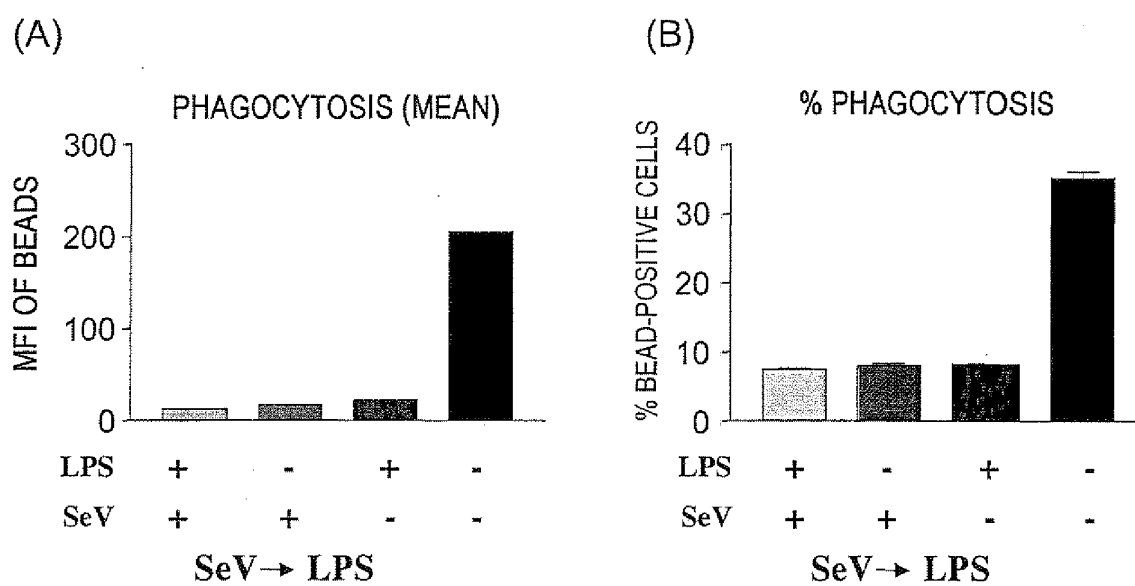 (A)
PHAGOCYTOSIS (MEAN)
300
200
100
0
MFI OF BEADS
LPS + - + -
SeV + + - -
SeV→ LPS
(B)
% PHAGOCYTOSIS
40
30
20
10
0
% BEAD-POSITIVE CELLS
LPS + - + -
SeV + + - -
SeV→ LPS